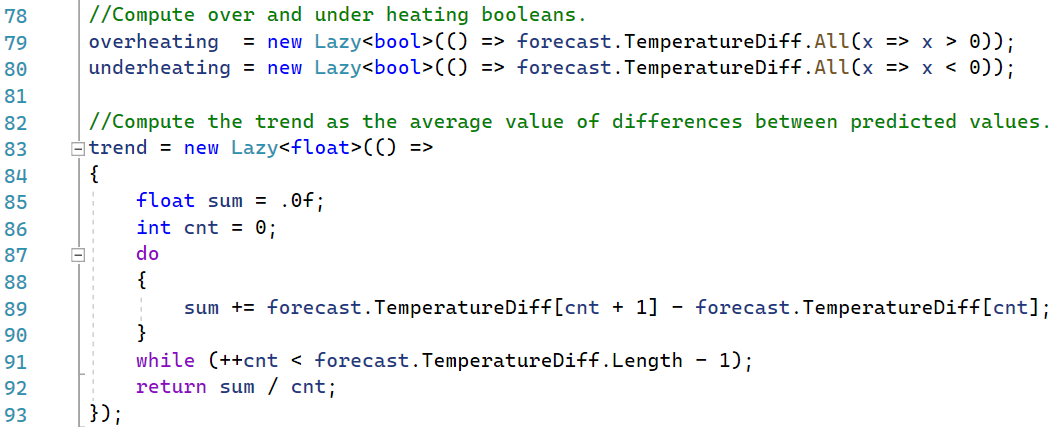 78 //Compute over and under heating booleans.
79 overheating  = new Lazy<bool>(() => forecast.TemperatureDiff.All(x => x > 0));
80 underheating = new Lazy<bool>(() => forecast.TemperatureDiff.All(x => x < 0));
81
82 //Compute the trend as the average value of differences between predicted values.
83 trend = new Lazy<float>(() =>
84 {
85     float sum = .0f;
86     int cnt = 0;
87     do
88     {
89         sum += forecast.TemperatureDiff[cnt + 1] - forecast.TemperatureDiff[cnt];
90     }
91     while (++cnt < forecast.TemperatureDiff.Length - 1);
92     return sum / cnt;
93 });